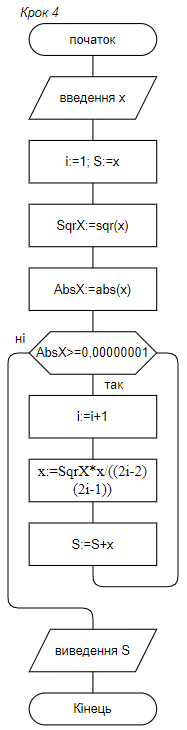 Крок 4
початок
введення x
i:=1; S:=x
SqrX:=sqr(x)
AbsX:=abs(x)
ні
AbsX>=0,00000001
так
i:=i+1
x:=SqrX*x/((2i-2)
(2i-1))
S:=S+x
виведення S
Кінець